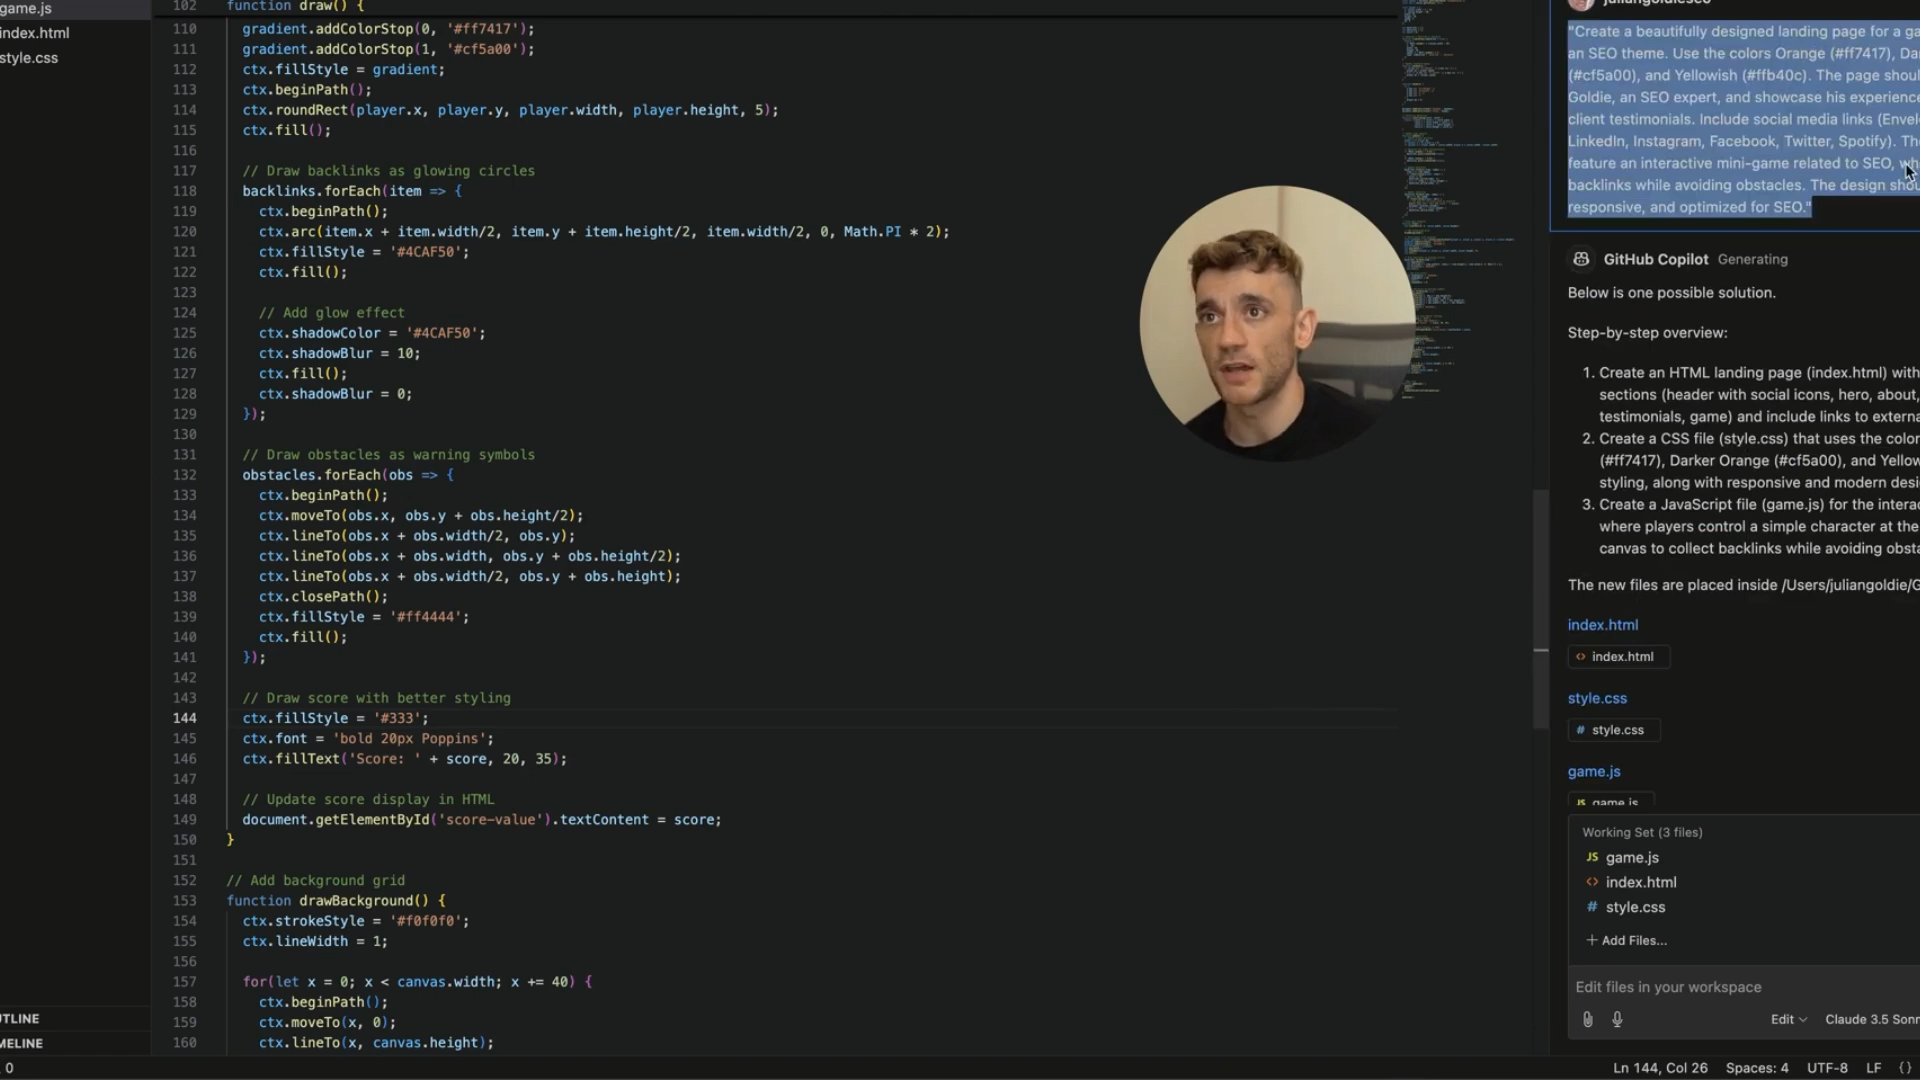 game.js
index.html
style.css
UTLINE
MELINE
0
102 function draw() {
110 gradient.addColorStop(0, '#ff7417');
111 gradient.addColorStop(1, '#cf5a00');
112 ctx.fillStyle = gradient;
113 ctx.beginPath();
114 ctx.roundRect(player.x, player.y, player.width, player.height, 5);
115 ctx.fill();
116
117 // Draw backlinks as glowing circles
118 backlinks.forEach(item => {
119 ctx.beginPath();
120 ctx.arc(item.x + item.width/2, item.y + item.height/2, item.width/2, 0, Math.PI * 2);
121 ctx.fillStyle = '#4CAF50';
122 ctx.fill();
123
124 // Add glow effect
125 ctx.shadowColor = '#4CAF50';
126 ctx.shadowBlur = 10;
127 ctx.fill();
128 ctx.shadowBlur = 0;
129 });
130
131 // Draw obstacles as warning symbols
132 obstacles.forEach(obs => {
133 ctx.beginPath();
134 ctx.moveTo(obs.x, obs.y + obs.height/2);
135 ctx.lineTo(obs.x + obs.width/2, obs.y);
136 ctx.lineTo(obs.x + obs.width, obs.y + obs.height/2);
137 ctx.lineTo(obs.x + obs.width/2, obs.y + obs.height);
138 ctx.closePath();
139 ctx.fillStyle = '#ff4444';
140 ctx.fill();
141 });
142
143 // Draw score with better styling
144 ctx.fillStyle = '#333';
145 ctx.font = 'bold 20px Poppins';
146 ctx.fillText('Score: ' + score, 20, 35);
147
148 // Update score display in HTML
149 document.getElementById('score-value').textContent = score;
150 }
151
152 // Add background grid
153 function drawBackground() {
154 ctx.strokeStyle = '#f0f0f0';
155 ctx.lineWidth = 1;
156
157 for(let x = 0; x < canvas.width; x += 40) {
158 ctx.beginPath();
159 ctx.moveTo(x, 0);
160 ctx.lineTo(x, canvas.height);
juliangoldieseo
"Create a beautifully designed landing page for a ga
an SEO theme. Use the colors Orange (#ff7417), Da
(#cf5a00), and Yellowish (#ffb40c). The page shoul
Goldie, an SEO expert, and showcase his experience
client testimonials. Include social media links (Envel
LinkedIn, Instagram, Facebook, Twitter, Spotify). Th
feature an interactive mini-game related to SEO, wh
backlinks while avoiding obstacles. The design shou
responsive, and optimized for SEO."
GitHub Copilot Generating
Below is one possible solution.
Step-by-step overview:
1. Create an HTML landing page (index.html) with
sections (header with social icons, hero, about,
testimonials, game) and include links to externa
2. Create a CSS file (style.css) that uses the color
(#ff7417), Darker Orange (#cf5a00), and Yellow
styling, along with responsive and modern desi
3. Create a JavaScript file (game.js) for the interac
where players control a simple character at the
canvas to collect backlinks while avoiding obsta
The new files are placed inside /Users/juliangoldie/G
index.html
<> index.html
style.css
# style.css
game.js
JS game.js
Working Set (3 files)
JS game.js
<> index.html
# style.css
+ Add Files...
Edit files in your workspace
Edit Claude 3.5 Sonn
Ln 144, Col 26 Spaces: 4 UTF-8 LF {}